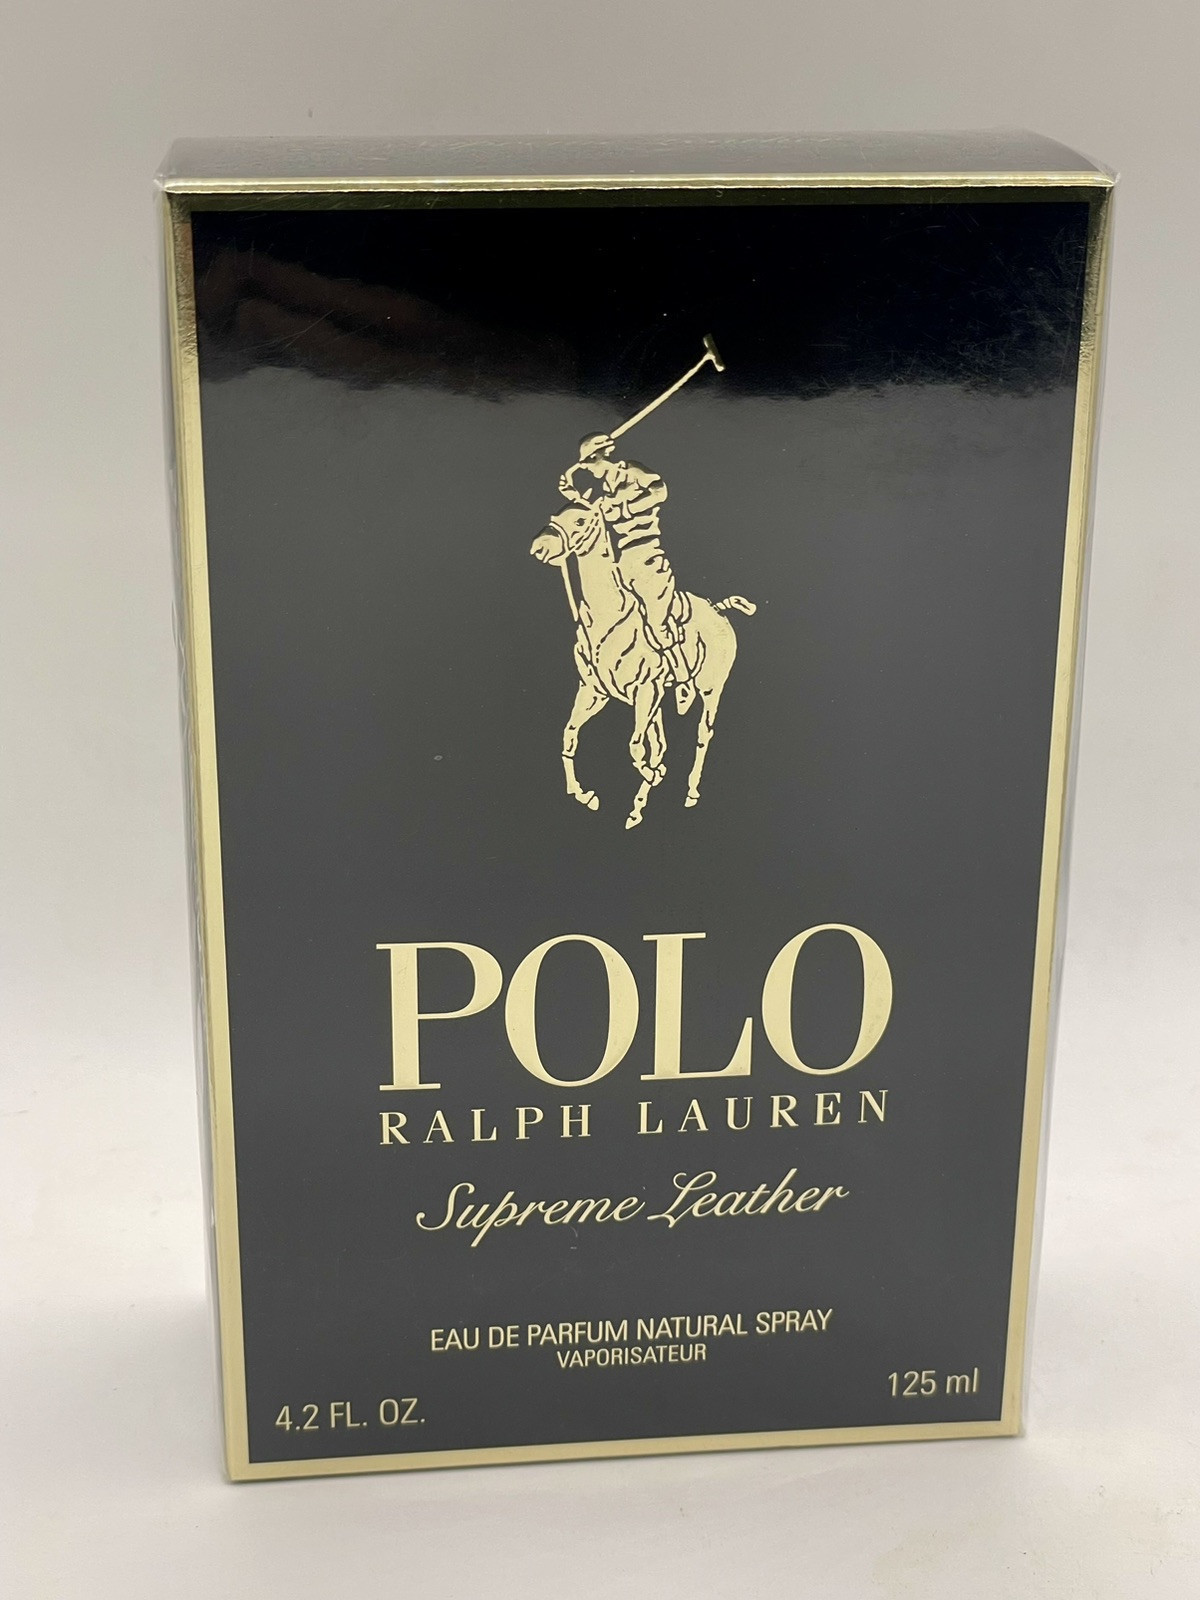 POLO
RALPH LAUREN
Supreme Leather
EAU DE PARFUM NATURAL SPRAY
VAPORISATEUR
4.2 FL. OZ.
125 ml